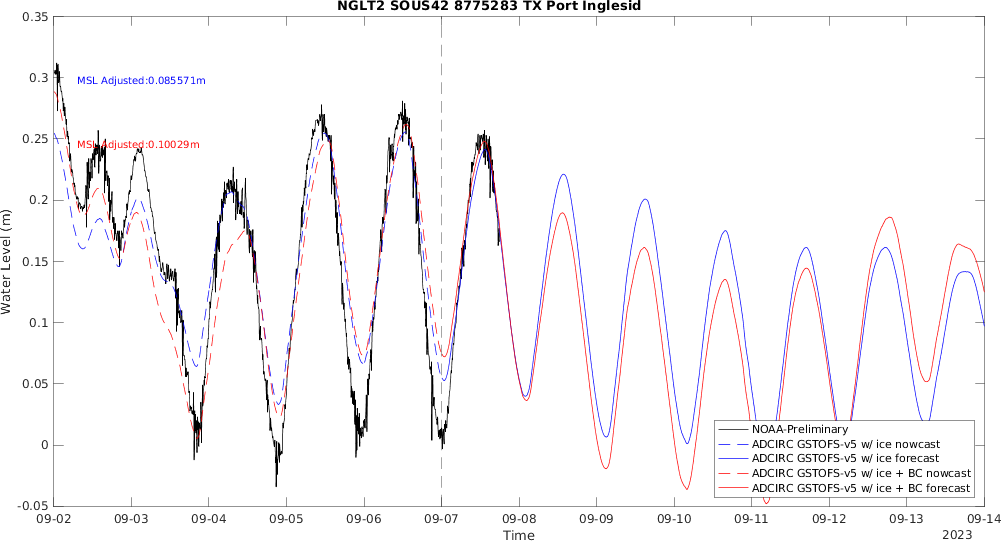 NGLT2 SOUS42 8775283 TX Port Inglesid
0.35
0.3
0.25
0.2
0.15
0.1
0.05
0
-0.05
Water Level (m)
MSL Adjusted:0.085571m
MSL Adjusted:0.10029m
NOAA-Preliminary
ADCIRC GSTOFS-v5 w/ ice nowcast
ADCIRC GSTOFS-v5 w/ ice forecast
ADCIRC GSTOFS-v5 w/ ice + BC nowcast
ADCIRC GSTOFS-v5 w/ ice + BC forecast
09-02 09-03 09-04 09-05 09-06 09-07 09-08 09-09 09-10 09-11 09-12 09-13 09-14
Time
2023